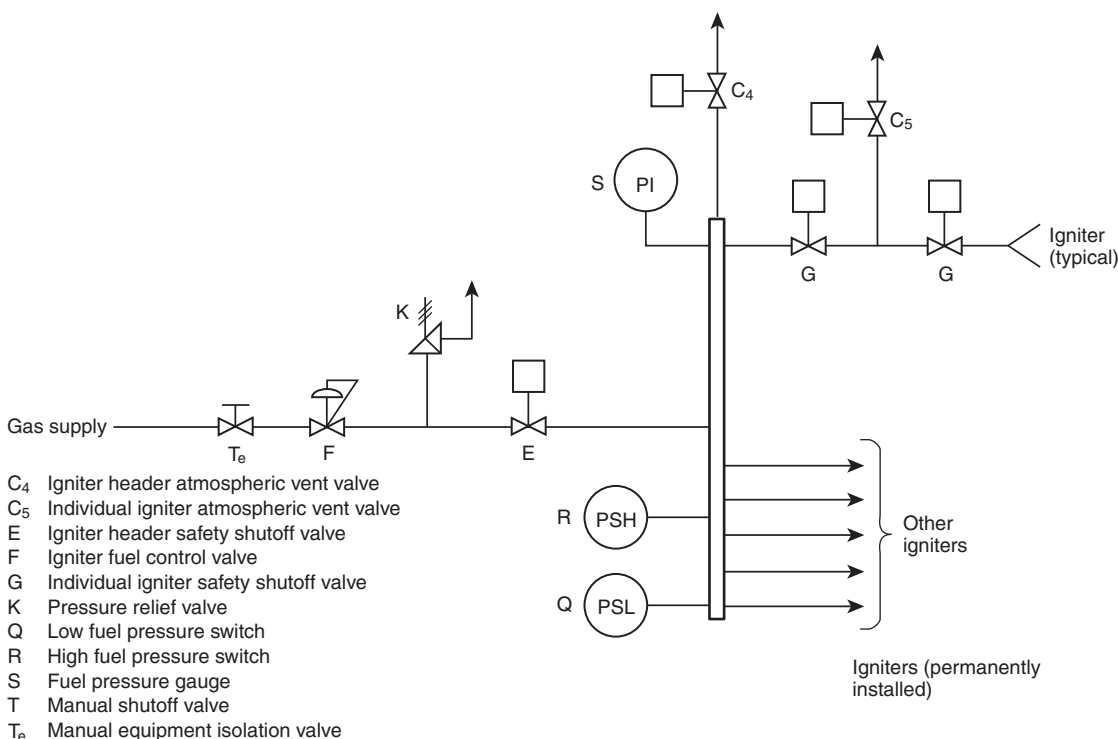 C₄
C₅
S
PI
G
G
Igniter
(typical)
K
Gas supply
Tₑ
F
E
R
PSH
Q
PSL
Other
igniters
Igniters (permanently
installed)
C₄ Igniter header atmospheric vent valve
C₅ Individual igniter atmospheric vent valve
E Igniter header safety shutoff valve
F Igniter fuel control valve
G Individual igniter safety shutoff valve
K Pressure relief valve
Q Low fuel pressure switch
R High fuel pressure switch
S Fuel pressure gauge
T Manual shutoff valve
Tₑ Manual equipment isolation valve